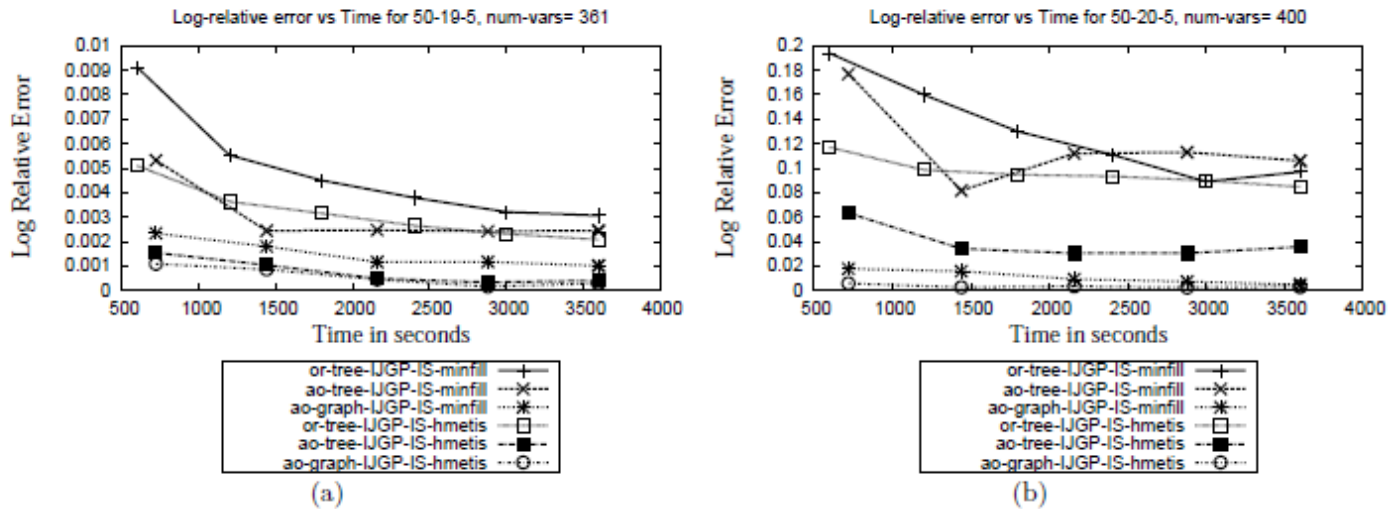 Log-relative error vs Time for 50-19-5, num-vars= 361
Log Relative Error
0.01
0.009
0.008
0.007
0.006
0.005
0.004
0.003
0.002
0.001
0
500 1000 1500 2000 2500 3000 3500 4000
Time in seconds
or-tree-IJGP-IS-minfill
ao-tree-IJGP-IS-minfill
ao-graph-IJGP-IS-minfill
or-tree-IJGP-IS-hmetis
ao-tree-IJGP-IS-hmetis
ao-graph-IJGP-IS-hmetis
(a)
Log-relative error vs Time for 50-20-5, num-vars= 400
Log Relative Error
0.2
0.18
0.16
0.14
0.12
0.1
0.08
0.06
0.04
0.02
0
500 1000 1500 2000 2500 3000 3500 4000
Time in seconds
or-tree-IJGP-IS-minfill
ao-tree-IJGP-IS-minfill
ao-graph-IJGP-IS-minfill
or-tree-IJGP-IS-hmetis
ao-tree-IJGP-IS-hmetis
ao-graph-IJGP-IS-hmetis
(b)